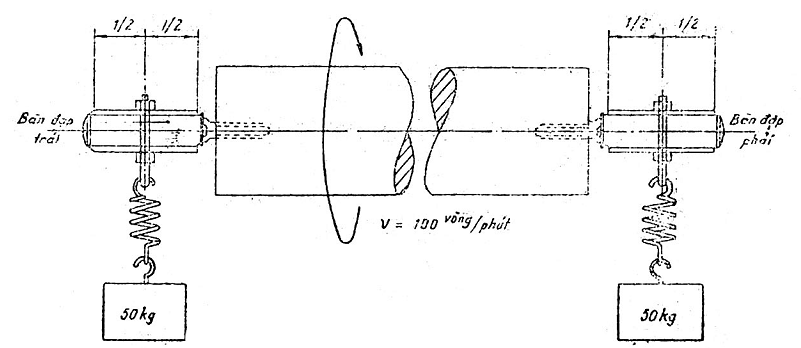 1/2 1/2 1/2 1/2
Bàn đạp
trái
Bàn đạp
phải
V = 100 vòng/phút
50kg 50kg